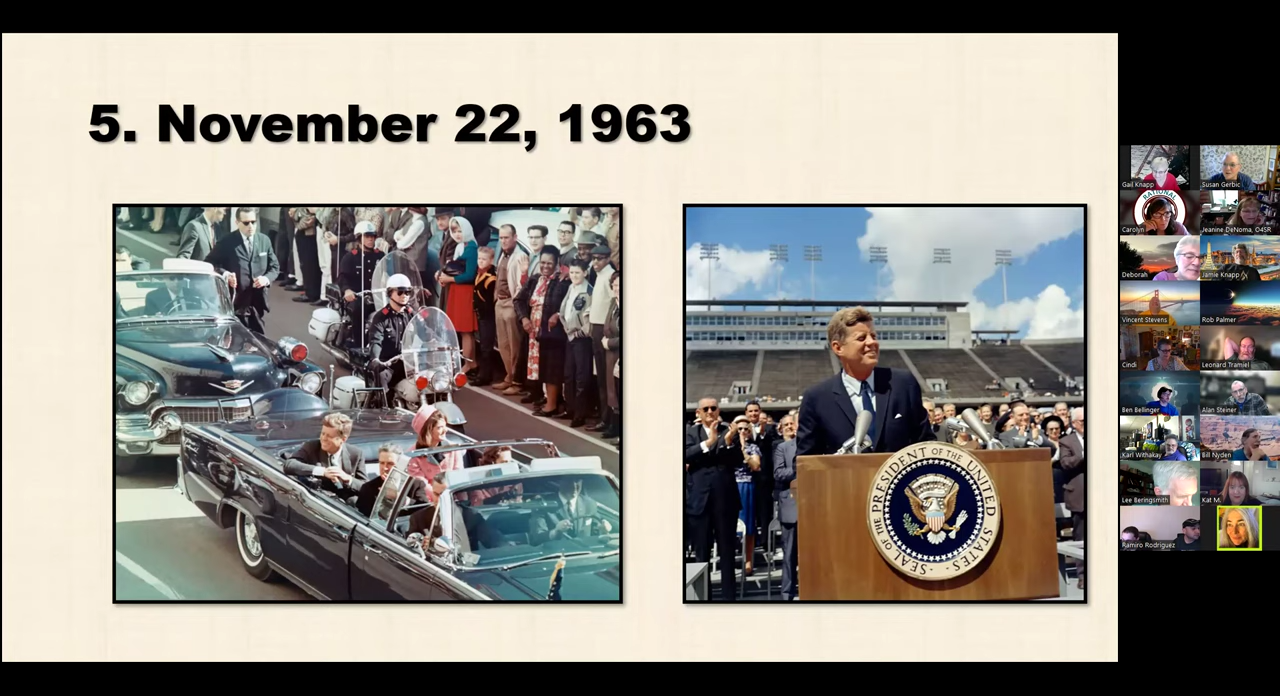 5. November 22, 1963
SEAL OF THE PRESIDENT OF THE UNITED STATES
Gail Knapp
Susan Gerbic
RATIONAL
Carolyn
Jeanine DeNoma, O4SR
Deborah
Jamie Knapp
Vincent Stevens
Rob Palmer
Cindi
Leonard Tramiel
Ben Bellinger
Alan Steiner
Karl Withakay
Bill Nyden
Lee Beringsmith
Kat M.
Ramiro Rodriguez